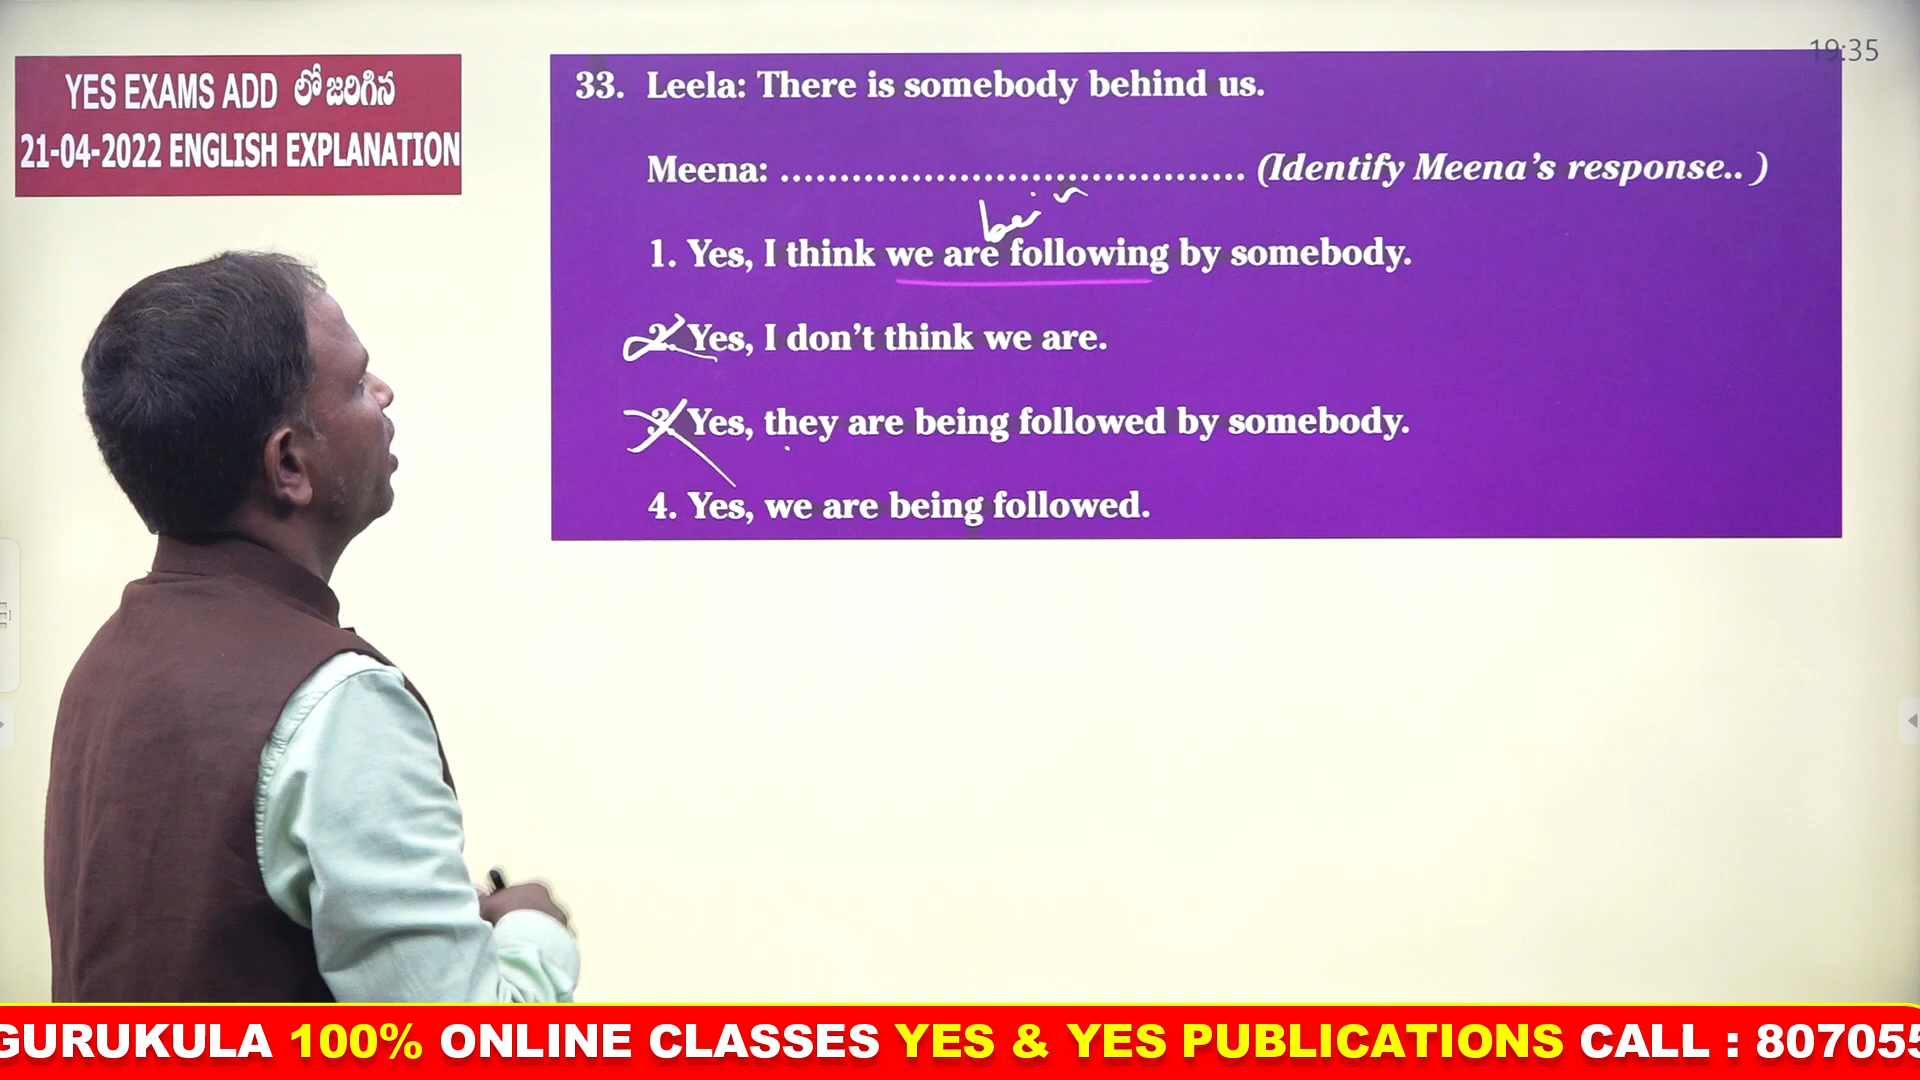 YES EXAMS ADD లో జరిగిన
21-04-2022 ENGLISH EXPLANATION
19:35
33. Leela: There is somebody behind us.
Meena: ....................................... (Identify Meena's response.. )
bei
1. Yes, I think we are following by somebody.
2. Yes, I don't think we are.
3. Yes, they are being followed by somebody.
4. Yes, we are being followed.
GURUKULA 100% ONLINE CLASSES YES & YES PUBLICATIONS CALL : 807055